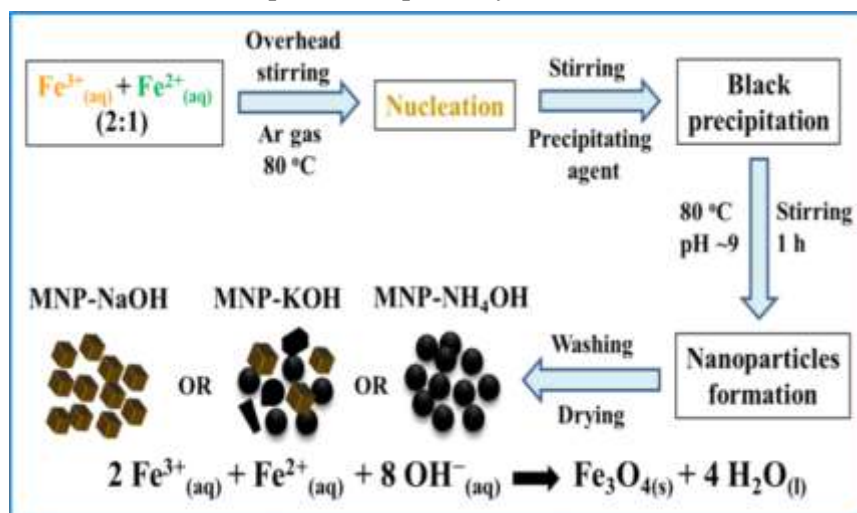 Fe³⁺(aq) + Fe²⁺(aq)
(2:1)
Overhead
stirring
Ar gas
80 °C
Nucleation
Stirring
Precipitating
agent
Black
precipitation
80 °C
pH ~9
Stirring
1 h
Nanoparticles
formation
Washing
Drying
MNP-NaOH
OR
MNP-KOH
OR
MNP-NH₄OH
2 Fe³⁺(aq) + Fe²⁺(aq) + 8 OH⁻(aq) ➡ Fe₃O₄(s) + 4 H₂O(l)